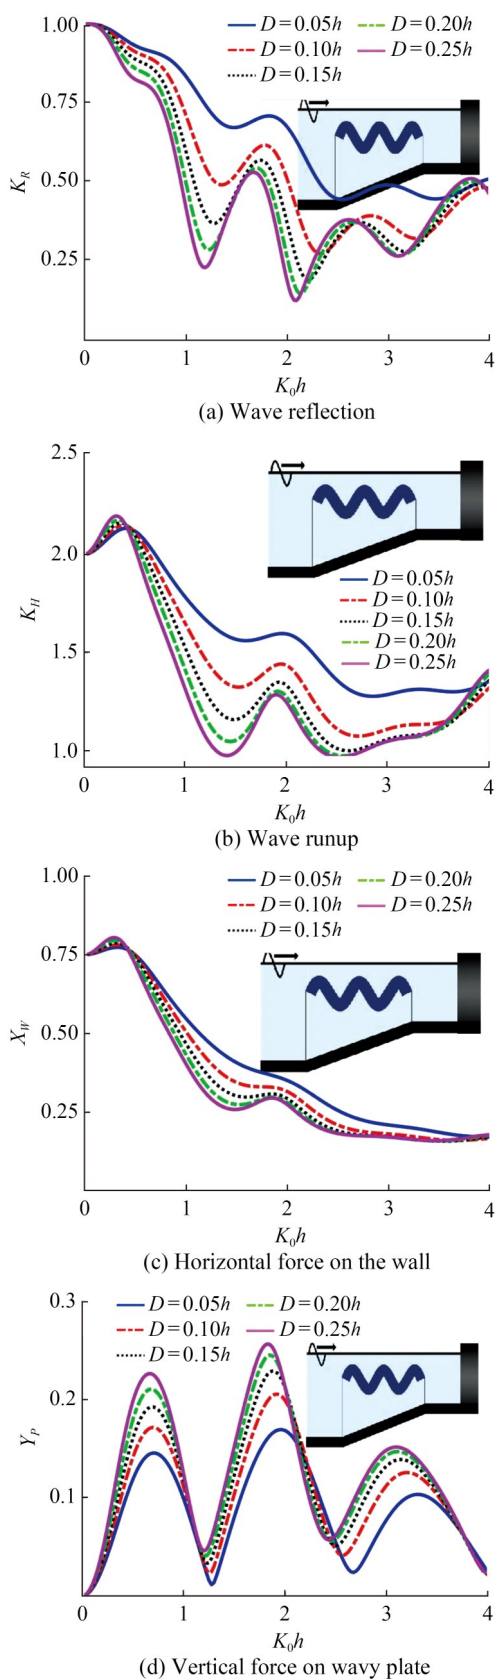 D=0.05h
D=0.20h
D=0.10h
D=0.25h
D=0.15h
1.00
0.75
0.50
0.25
K_R
0 1 2 3 4
K₀h
(a) Wave reflection
2.5
2.0
1.5
1.0
K_H
D=0.05h
D=0.10h
D=0.15h
D=0.20h
D=0.25h
0 1 2 3 4
K₀h
(b) Wave runup
1.00
0.75
0.50
0.25
X_W
D=0.05h
D=0.20h
D=0.10h
D=0.25h
D=0.15h
0 1 2 3 4
K₀h
(c) Horizontal force on the wall
0.3
0.2
0.1
Y_P
D=0.05h
D=0.20h
D=0.10h
D=0.25h
D=0.15h
0 1 2 3 4
K₀h
(d) Vertical force on wavy plate